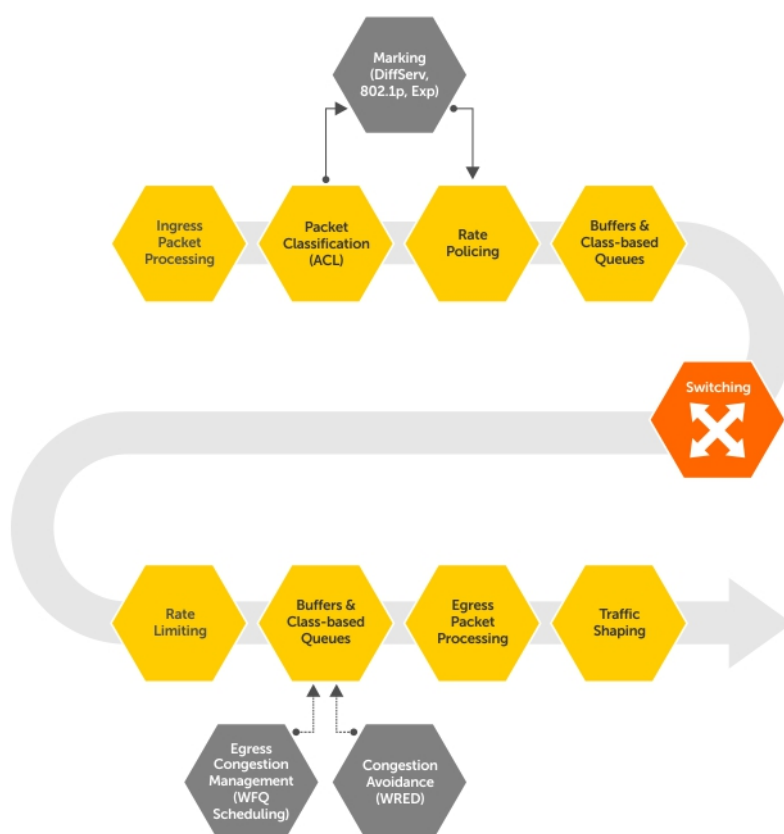 Marking
(DiffServ,
802.1p, Exp)
Ingress
Packet
Processing
Packet
Classification
(ACL)
Rate
Policing
Buffers &
Class-based
Queues
Switching
Rate
Limiting
Buffers &
Class-based
Queues
Egress
Packet
Processing
Traffic
Shaping
Egress
Congestion
Management
(WFQ
Scheduling)
Congestion
Avoidance
(WRED)